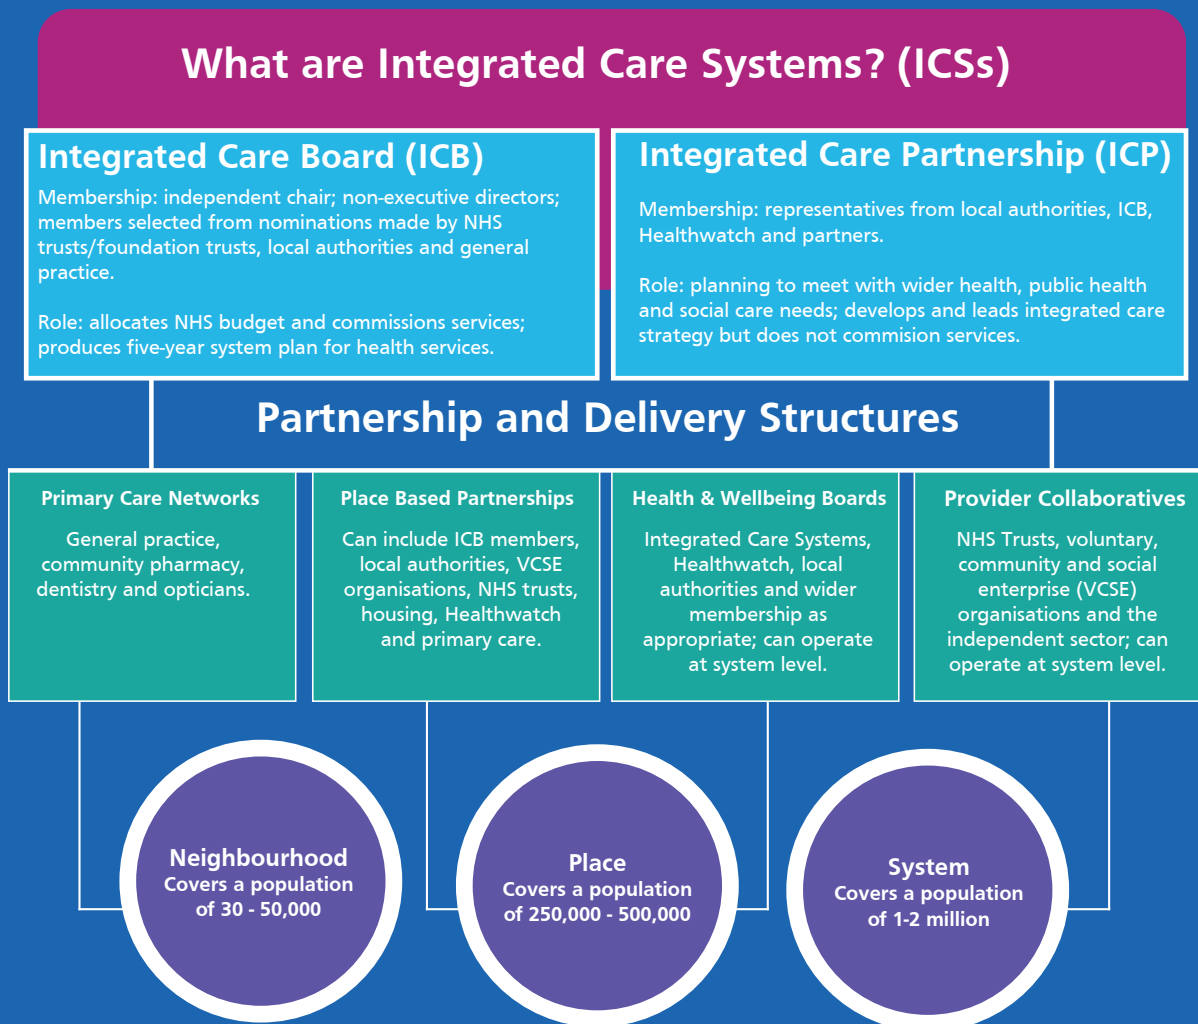 What are Integrated Care Systems? (ICSs)
Integrated Care Board (ICB)
Membership: independent chair; non-executive directors;
members selected from nominations made by NHS
trusts/foundation trusts, local authorities and general
practice.
Role: allocates NHS budget and commissions services;
produces five-year system plan for health services.
Integrated Care Partnership (ICP)
Membership: representatives from local authorities, ICB,
Healthwatch and partners.
Role: planning to meet with wider health, public health
and social care needs; develops and leads integrated care
strategy but does not commision services.
Partnership and Delivery Structures
Primary Care Networks
General practice,
community pharmacy,
dentistry and opticians.
Place Based Partnerships
Can include ICB members,
local authorities, VCSE
organisations, NHS trusts,
housing, Healthwatch
and primary care.
Health & Wellbeing Boards
Integrated Care Systems,
Healthwatch, local
authorities and wider
membership as
appropriate; can operate
at system level.
Provider Collaboratives
NHS Trusts, voluntary,
community and social
enterprise (VCSE)
organisations and the
independent sector; can
operate at system level.
Neighbourhood
Covers a population
of 30 - 50,000
Place
Covers a population
of 250,000 - 500,000
System
Covers a population
of 1-2 million